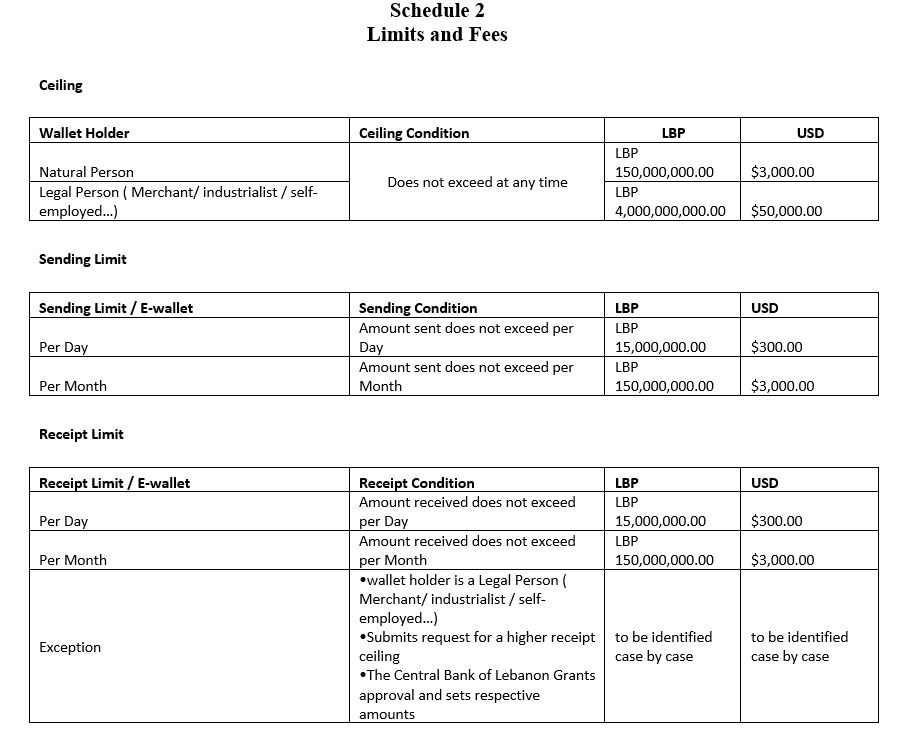 Schedule 2
Limits and Fees
Ceiling
Wallet Holder
Ceiling Condition
LBP
USD
Natural Person
Does not exceed at any time
LBP
150,000,000.00
$3,000.00
Legal Person ( Merchant/ industrialist / self-
employed...)
LBP
4,000,000,000.00
$50,000.00
Sending Limit
Sending Limit / E-wallet
Sending Condition
LBP
USD
Per Day
Amount sent does not exceed per
Day
LBP
15,000,000.00
$300.00
Per Month
Amount sent does not exceed per
Month
LBP
150,000,000.00
$3,000.00
Receipt Limit
Receipt Limit / E-wallet
Receipt Condition
LBP
USD
Per Day
Amount received does not exceed
per Day
LBP
15,000,000.00
$300.00
Per Month
Amount received does not exceed
per Month
LBP
150,000,000.00
$3,000.00
Exception
•wallet holder is a Legal Person (
Merchant/ industrialist / self-
employed...)
•Submits request for a higher receipt
ceiling
•The Central Bank of Lebanon Grants
approval and sets respective
amounts
to be identified
case by case
to be identified
case by case